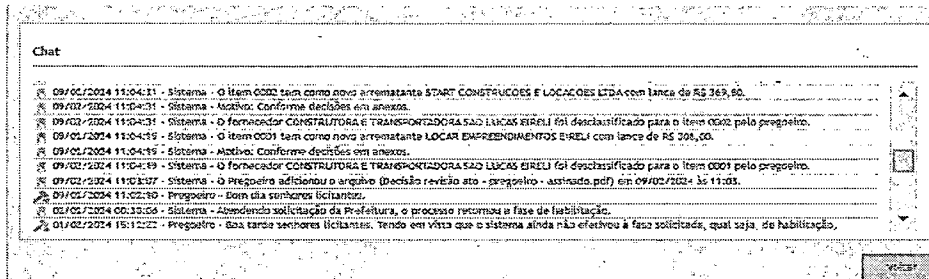 Chat
09/02/2024 11:04:31 - Sistema - O item 0002 tem como novo arrematante START CONSTRUCOES E LOCACOES LTDA com lance de R$
09/02/2024 11:04:31 - Sistema - Motivo: Conforme decisões em anexos.
09/02/2024 11:04:31 - Sistema - O fornecedor CONSTRUTORA E TRANSPORTADORA SAO LUCAS EIRELI foi desclassificado para o item 0002 pelo pregoeiro.
09/02/2024 11:04:19 - Sistema - O item 0001 tem como novo arrematante LOCAR EMPREENDIMENTOS EIRELI com lance de R$
09/02/2024 11:04:19 - Sistema - Motivo: Conforme decisões em anexos.
09/02/2024 11:04:19 - Sistema - O fornecedor CONSTRUTORA E TRANSPORTADORA SAO LUCAS EIRELI foi desclassificado para o item 0001 pelo pregoeiro.
09/02/2024 11:03:07 - Sistema - O Pregoeiro adicionou o arquivo (Decisão revisão ato - pregoeiro - assinado.pdf) em 09/02/2024 às 11:03.
09/02/2024 11:02:30 - Pregoeiro - Bom dia senhores licitantes.
02/02/2024 - Sistema - Atendendo solicitação da Prefeitura, o processo retornou a fase de habilitação.
01/02/2024 15:12:22 - Pregoeiro - Boa tarde senhores licitantes. Tendo em vista que o sistema ainda não efetivou a fase solicitada, qual seja, de habilitação,